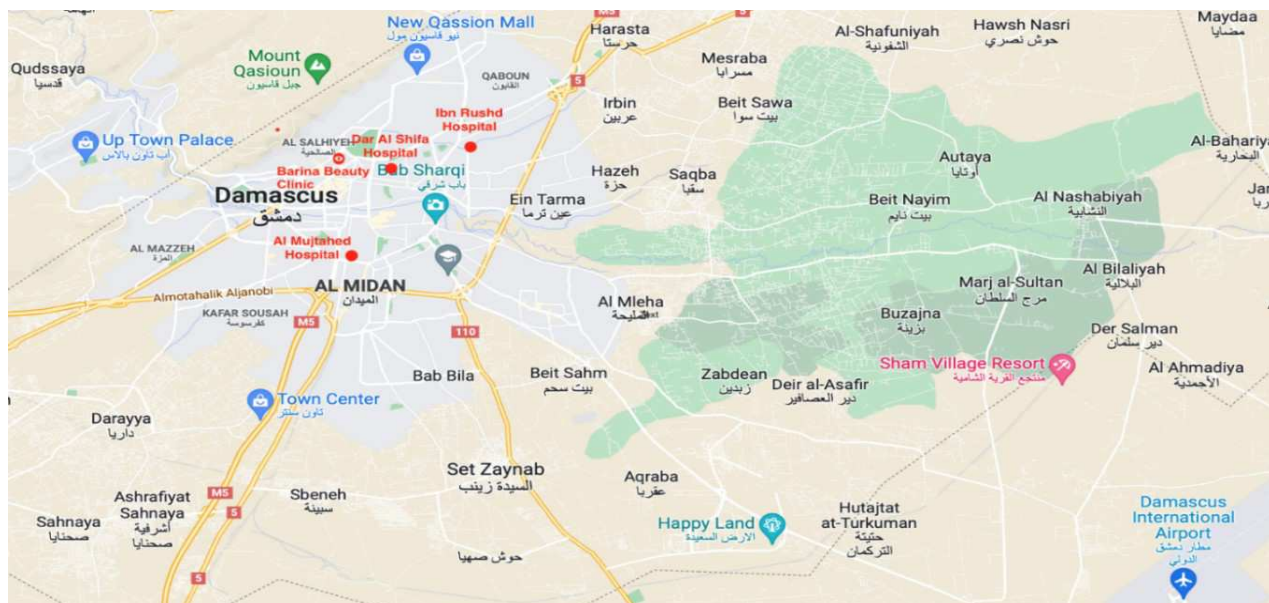 New Qassion Mall
نيو قاسيون مول
Harasta
حرستا
Al-Shafuniyah
الشفونية
Hawsh Nasri
حوش نصري
Maydaa
مضايا
Mount
Qasioun
جبل قاسيون
Qudssaya
قدسيا
QABOUN
القابون
5
Mesraba
مسرابا
Irbin
عربين
Beit Sawa
بيت سوا
Ibn Rushd
Hospital
Up Town Palace
اب تاون بالاس
AL SALHIYEH
الصالحية
Dar Al Shifa
Hospital
Barina Beauty
Clinic
Bab Sharqi
باب شرقي
Al-Bahariya
البحارية
Autaya
أوتايا
Hazeh
حزة
Saqba
سقبا
Damascus
دمشق
Ein Tarma
عين ترما
Beit Nayim
بيت نايم
Al Nashabiyah
النشابية
AL MAZZEH
المزة
Al Mujtahed
Hospital
AL MIDAN
الميدان
Almotahalik Aljanobi
KAFAR SOUSAH
كفرسوسة
M5
110
Al Mleha
المليحة
Marj al-Sultan
مرج السلطان
Al Bilaliyah
البلالية
Buzajna
بزينة
Der Salman
دير سلمان
Sham Village Resort
منتجع القرية الشامية
Al Ahmadiya
الأحمدية
Bab Bila
Beit Sahm
بيت سحم
Zabdean
زبدين
Deir al-Asafir
دير العصافير
Town Center
تاون سنتر
Darayya
داريا
Set Zaynab
السيدة زينب
Aqraba
عقربا
M5
5
Sbeneh
سبينة
Ashrafiyat
Sahnaya
أشرفية
صحنايا
Sahnaya
صحنايا
حوش صهيا
5
Happy Land
الارض السعيدة
Hutajtat
at-Turkuman
حتيتة
التركمان
Damascus
International
Airport
مطار دمشق
الدولي